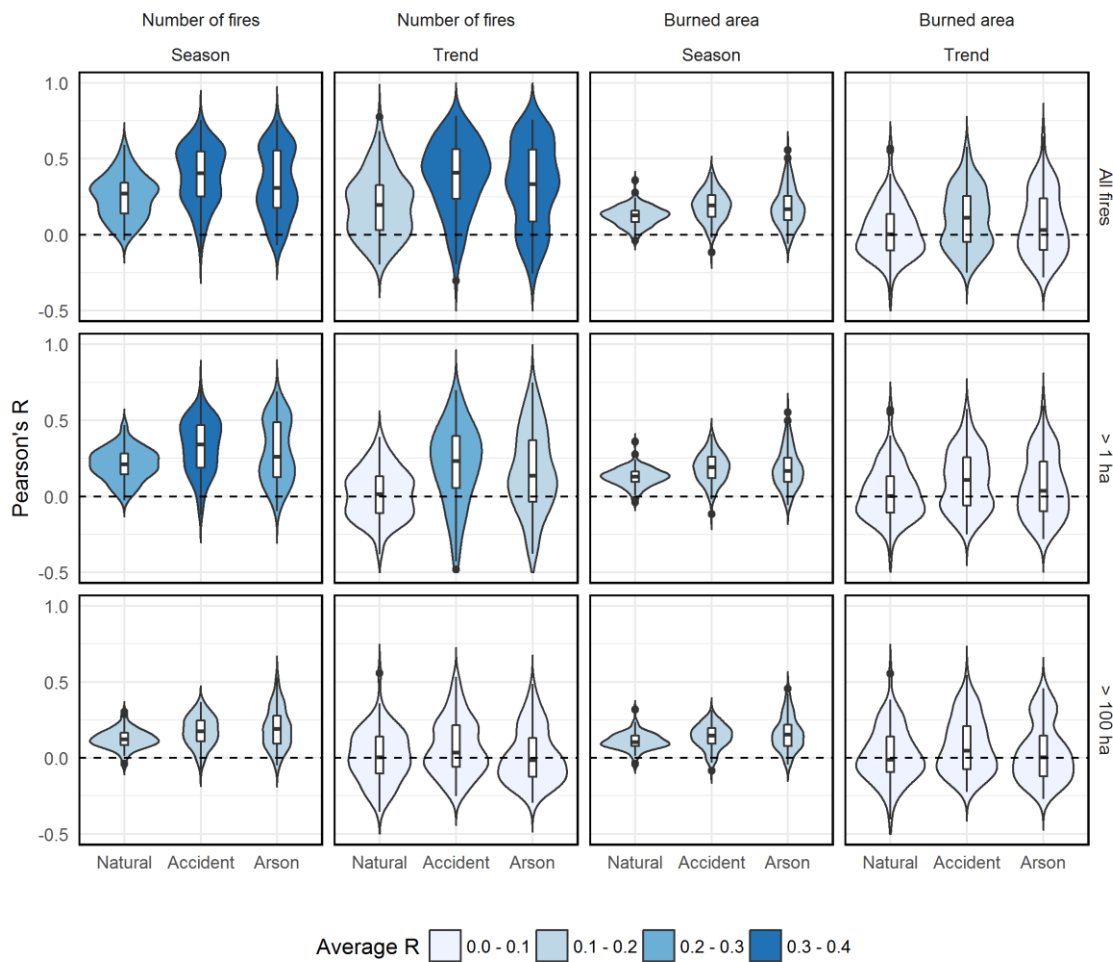 Number of fires Number of fires Burned area Burned area
Season Trend Season Trend
1.0
0.5
0.0
-0.5
All fires
1.0
0.5
0.0
-0.5
> 1 ha
1.0
0.5
0.0
-0.5
> 100 ha
Pearson's R
Natural Accident Arson Natural Accident Arson Natural Accident Arson Natural Accident Arson
Average R 0.0 - 0.1 0.1 - 0.2 0.2 - 0.3 0.3 - 0.4